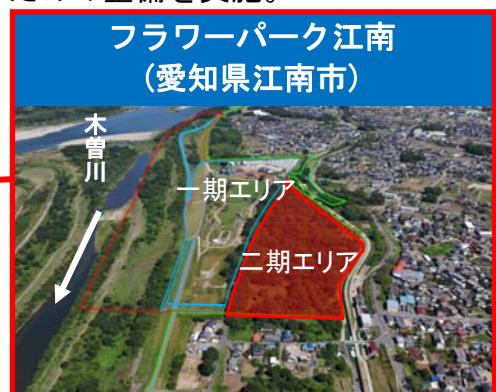 フラワーパーク江南
(愛知県江南市)
木曽川
一期エリア
二期エリア